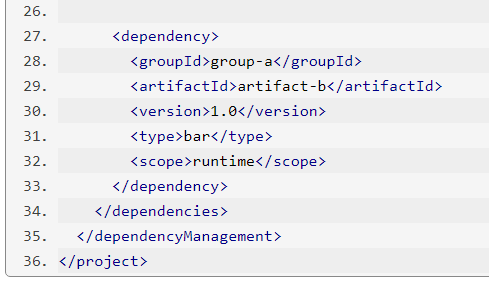 26.
27. <dependency>
28. <groupId>group-a</groupId>
29. <artifactId>artifact-b</artifactId>
30. <version>1.0</version>
31. <type>bar</type>
32. <scope>runtime</scope>
33. </dependency>
34. </dependencies>
35. </dependencyManagement>
36. </project>